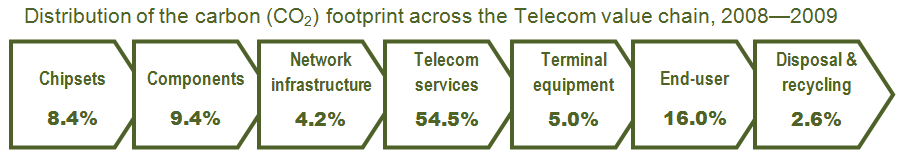 Distribution of the carbon (CO₂) footprint across the Telecom value chain, 2008—2009
Chipsets
8.4%
Components
9.4%
Network
infrastructure
4.2%
Telecom
services
54.5%
Terminal
equipment
5.0%
End-user
16.0%
Disposal &
recycling
2.6%